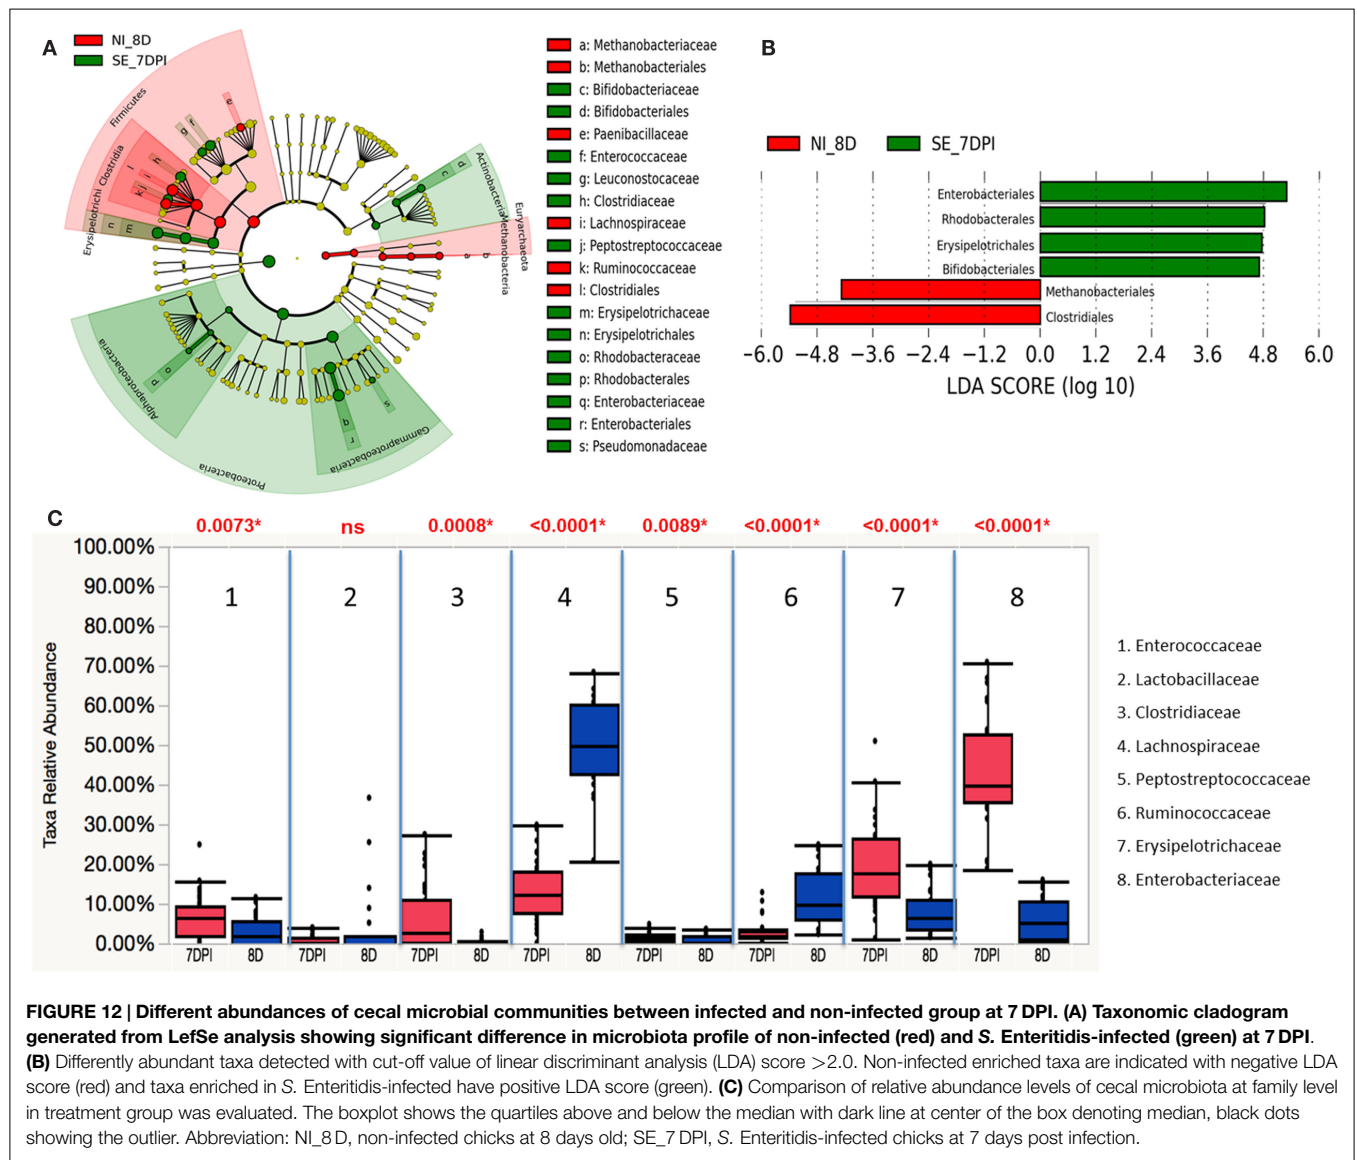 A
NI_8D
SE_7DPI
Firmicutes
Clostridia
Erysipelotrichi
Actinobacteria
Euryarchaeota
Methanobacteria
Alphaproteobacteria
Proteobacteria
Gammaproteobacteria
e
f
g
h
i
l
k
j
n
m
c
d
a
b
o
p
q
r
s
a: Methanobacteriaceae
b: Methanobacteriales
c: Bifidobacteriaceae
d: Bifidobacteriales
e: Paenibacillaceae
f: Enterococcaceae
g: Leuconostocaceae
h: Clostridiaceae
i: Lachnospiraceae
j: Peptostreptococcaceae
k: Ruminococcaceae
l: Clostridiales
m: Erysipelotrichaceae
n: Erysipelotrichales
o: Rhodobacteraceae
p: Rhodobacterales
q: Enterobacteriaceae
r: Enterobacteriales
s: Pseudomonadaceae
B
NI_8D SE_7DPI
Enterobacteriales
Rhodobacterales
Erysipelotrichales
Bifidobacteriales
Methanobacteriales
Clostridiales
−6.0 −4.8 −3.6 −2.4 −1.2 0.0 1.2 2.4 3.6 4.8 6.0
LDA SCORE (log 10)
C
0.0073* ns 0.0008* <0.0001* 0.0089* <0.0001* <0.0001* <0.0001*
1 2 3 4 5 6 7 8
Taxa Relative Abundance
100.00%
90.00%
80.00%
70.00%
60.00%
50.00%
40.00%
30.00%
20.00%
10.00%
0.00%
7DPI 8D 7DPI 8D 7DPI 8D 7DPI 8D 7DPI 8D 7DPI 8D 7DPI 8D 7DPI 8D
1. Enterococcaceae
2. Lactobacillaceae
3. Clostridiaceae
4. Lachnospiraceae
5. Peptostreptococcaceae
6. Ruminococcaceae
7. Erysipelotrichaceae
8. Enterobacteriaceae
FIGURE 12 | Different abundances of cecal microbial communities between infected and non-infected group at 7 DPI. (A) Taxonomic cladogram
generated from LefSe analysis showing significant difference in microbiota profile of non-infected (red) and S. Enteritidis-infected (green) at 7 DPI.
(B) Differently abundant taxa detected with cut-off value of linear discriminant analysis (LDA) score >2.0. Non-infected enriched taxa are indicated with negative LDA
score (red) and taxa enriched in S. Enteritidis-infected have positive LDA score (green). (C) Comparison of relative abundance levels of cecal microbiota at family level
in treatment group was evaluated. The boxplot shows the quartiles above and below the median with dark line at center of the box denoting median, black dots
showing the outlier. Abbreviation: NI_8 D, non-infected chicks at 8 days old; SE_7 DPI, S. Enteritidis-infected chicks at 7 days post infection.